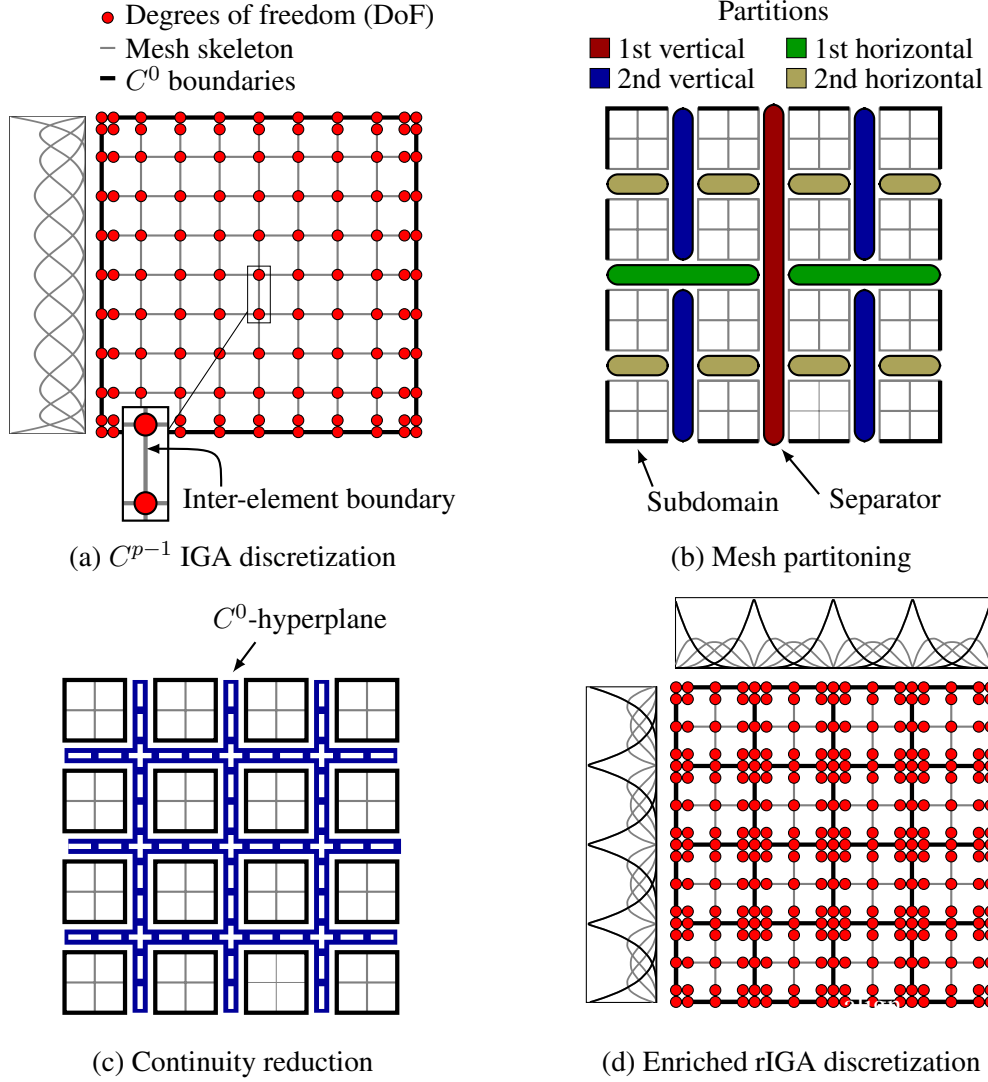 Degrees of freedom (DoF)
Mesh skeleton
C^0 boundaries
Inter-element boundary
(a) C^{p−1} IGA discretization
Partitions
1st vertical
1st horizontal
2nd vertical
2nd horizontal
Subdomain
Separator
(b) Mesh partitoning
C^0-hyperplane
(c) Continuity reduction
(d) Enriched rIGA discretization